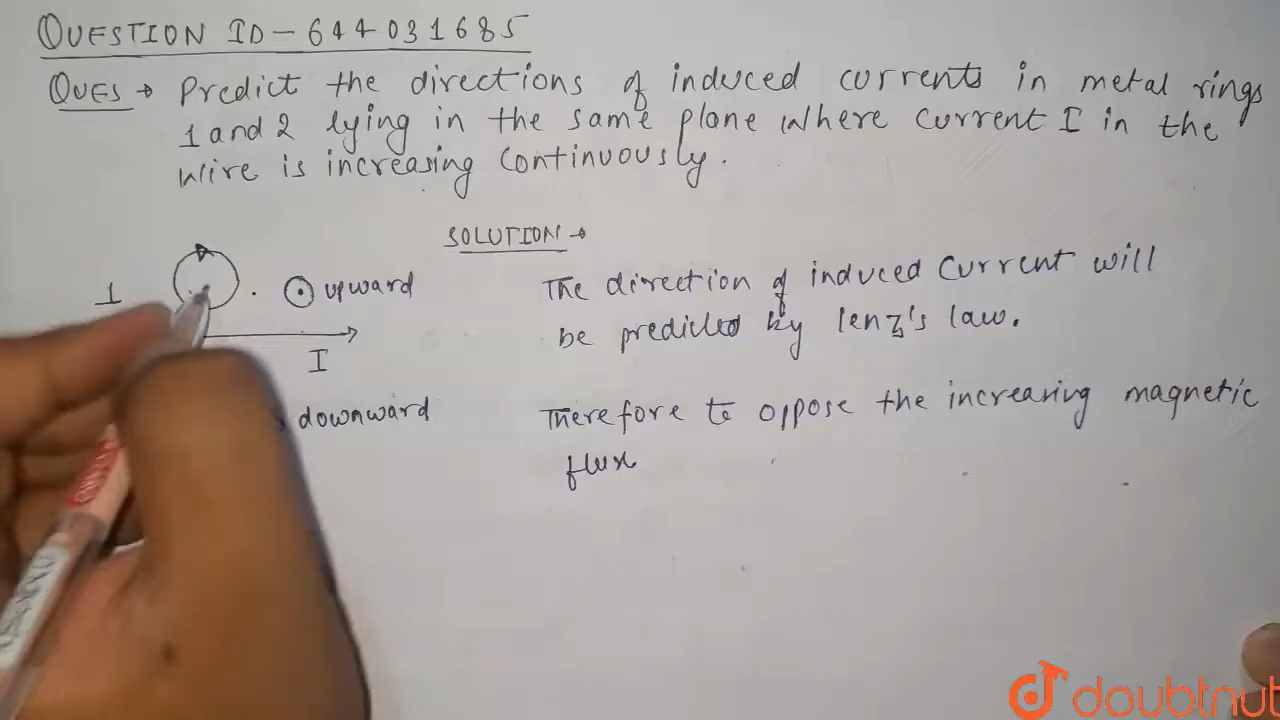 QUESTION ID - 644031685
QUES → Predict the directions of induced currents in metal rings
1 and 2 lying in the same plane where current I in the
wire is increasing continuously.
SOLUTION →
1
upward
I
downward
The direction of induced current will
be predicted by lenz's law.
Therefore to oppose the increasing magnetic
flux
doubtnut